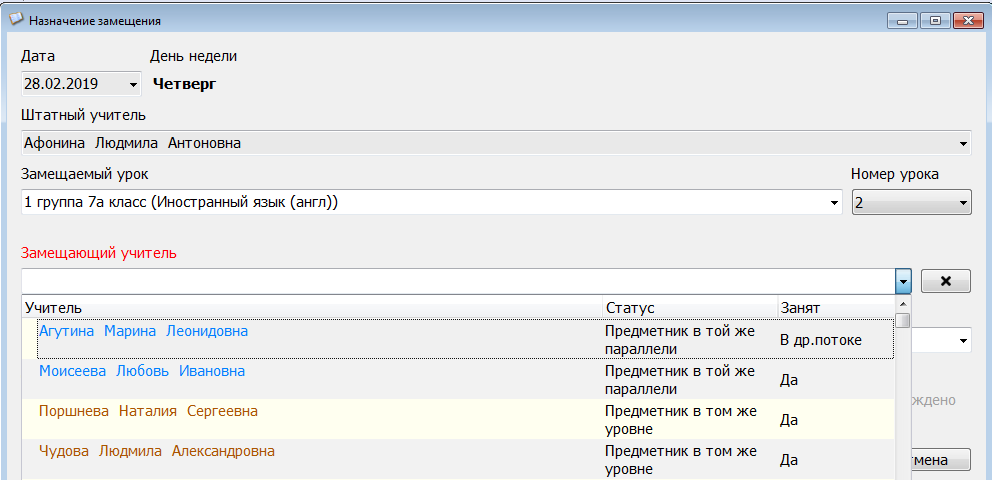 Назначение замещения
Дата День недели
28.02.2019 Четверг
Штатный учитель
Афонина Людмила Антоновна
Замещаемый урок Номер урока
1 группа 7а класс (Иностранный язык (англ)) 2
Замещающий учитель
Учитель Статус Занят
Агутина Марина Леонидовна Предметник в той же
параллели В др.потоке
Моисеева Любовь Ивановна Предметник в той же
параллели Да
ждено
Поршнева Наталия Сергеевна Предметник в том же
уровне Да
Чудова Людмила Александровна Предметник в том же
уровне Да
мена